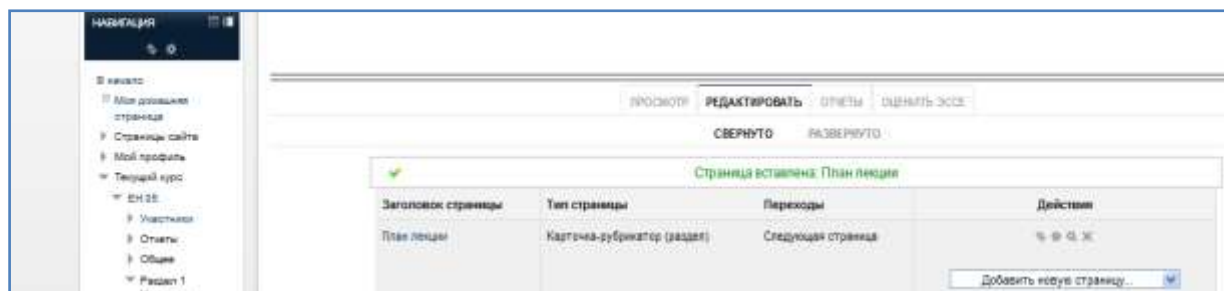 НАВИГАЦИЯ
В начало
Моя домашняя
страница
Страницы сайта
Мой профиль
Текущий курс
EH 25
Участники
Отчеты
Общее
Раздел 1
ПРОСМОТР РЕДАКТИРОВАТЬ ОТЧЕТЫ ОЦЕНИТЬ ЭССЕ
СВЕРНУТО РАЗВЕРНУТО
Страница вставлена: План лекции
Заголовок страницы Тип страницы Переходы Действия
План лекции Карточка-рубрикатор (раздел) Следующая страница
Добавить новую страницу...